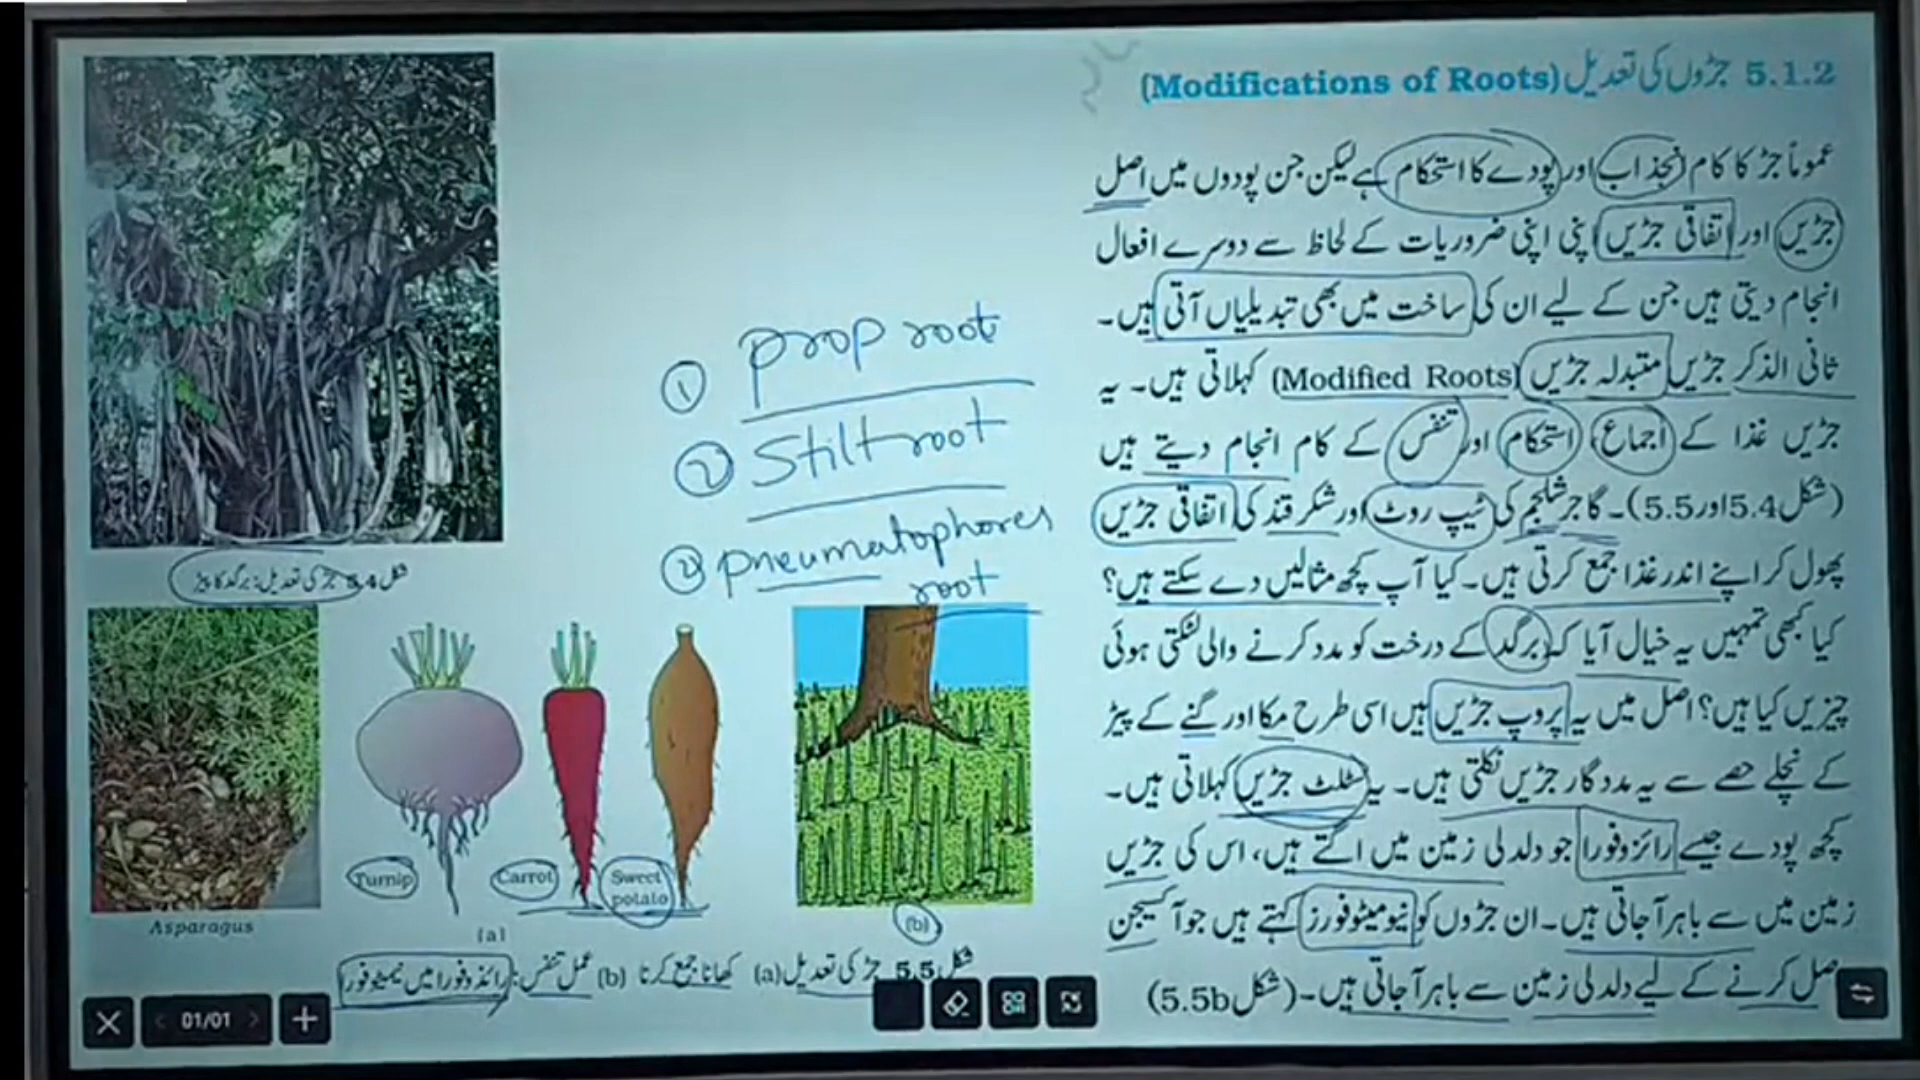 5.1.2 جڑوں کی تعدیل (Modifications of Roots)
عموماً جڑ کا کام انجذاب اور پودے کا استحکام ہے لیکن جن پودوں میں اصل
جڑیں اور اتفاقی جڑیں اپنی اپنی ضروریات کے لحاظ سے دوسرے افعال
انجام دیتی ہیں جن کے لیے ان کی ساخت میں بھی تبدیلیاں آتی ہیں۔
ثانی الذکر جڑیں متبدلہ جڑیں (Modified Roots) کہلاتی ہیں۔ یہ
جڑیں غذا کے اجماع استحکام اور تنفس کے کام انجام دیتے ہیں
(شکل 5.4 اور 5.5)۔ گاجر شلجم کی ٹیپ روٹ اور شکر قند کی اتفاقی جڑیں
پھول کر اپنے اندر غذا جمع کرتی ہیں۔ کیا آپ کچھ مثالیں دے سکتے ہیں؟
کیا کبھی تمہیں یہ خیال آیا کہ برگد کے درخت کو مدد کرنے والی لٹکتی ہوئی
چیزیں کیا ہیں؟ اصل میں یہ پروپ جڑیں ہیں اسی طرح مکا اور گنے کے پیڑ
کے نچلے حصے سے یہ مددگار جڑیں نکلتی ہیں۔ یہ سٹلٹ جڑیں کہلاتی ہیں۔
کچھ پودے جیسے رائزوفورا جو دلدلی زمین میں اگتے ہیں، اس کی جڑیں
زمین میں سے باہر آجاتی ہیں۔ ان جڑوں کو نیومیٹوفورز کہتے ہیں جو آکسیجن
صل کرنے کے لیے دلدلی زمین سے باہر آجاتی ہیں۔ (شکل 5.5b)
① Prop root
② Stilt root
③ pneumatophores
root
شکل 5.4 جڑ کی تعدیل: برگد کا پیڑ
Asparagus
Turnip
Carrot
Sweet
potato
(a)
(b)
شکل 5.5 جڑ کی تعدیل (a) کھانا جمع کرنا (b) عمل تنفس: رائزوفورا میں نیمیٹوفورا
01/01